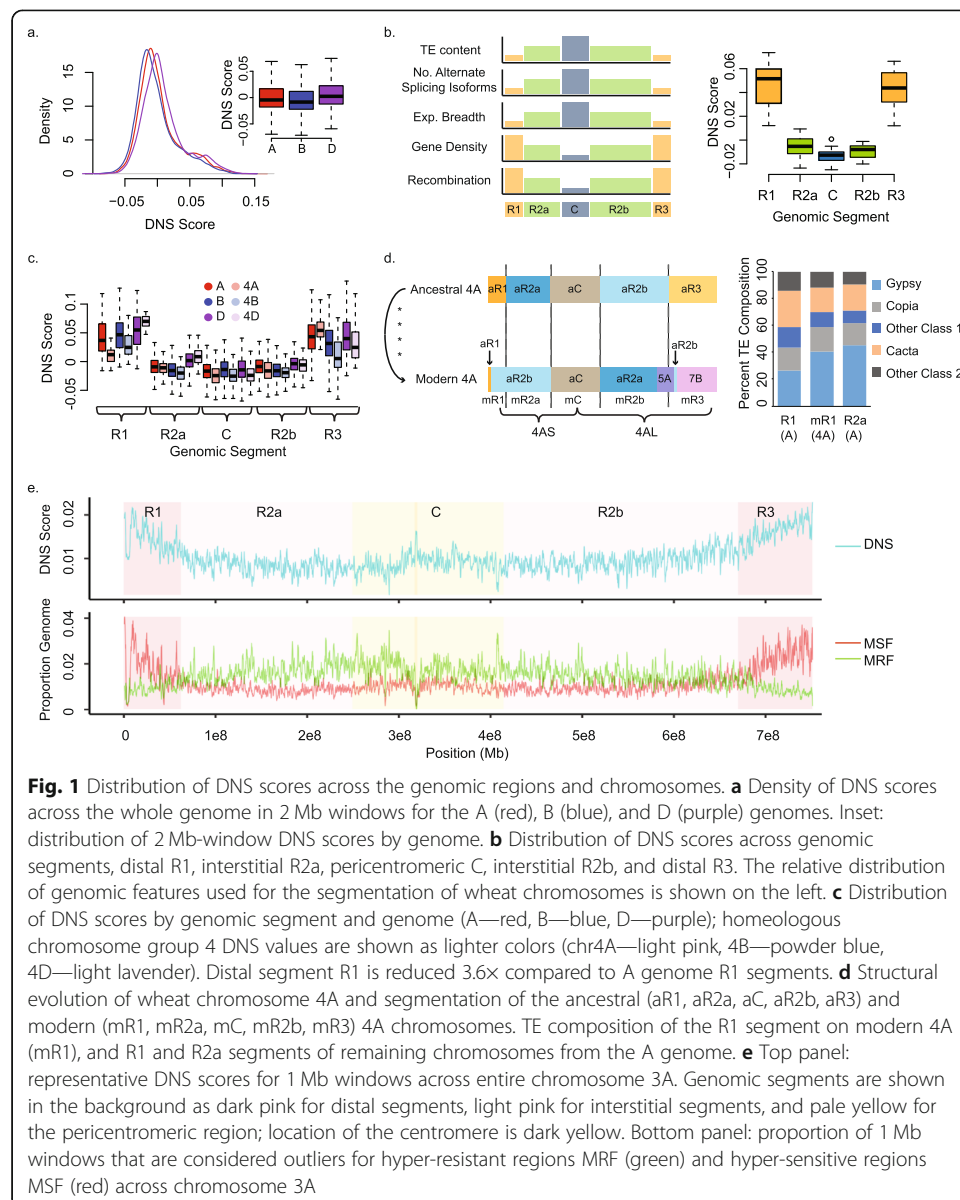 a.
Density
15
10
5
0
−0.05
0.05
0.15
DNS Score
DNS Score
0.05
0
−0.05
A
B
D
b.
TE content
No. Alternate
Splicing Isoforms
Exp. Breadth
Gene Density
Recombination
R1
R2a
C
R2b
R3
DNS Score
0.06
0.02
−0.02
R1
R2a
C
R2b
R3
Genomic Segment
c.
DNS Score
0.1
0.05
0
−0.05
A
4A
B
4B
D
4D
R1
R2a
C
R2b
R3
Genomic Segment
d.
Ancestral 4A
aR1
aR2a
aC
aR2b
aR3
*
*
*
*
aR1
aR2b
Modern 4A
aR2b
aC
aR2a
5A
7B
mR1
mR2a
mC
mR2b
mR3
4AS
4AL
Percent TE Composition
100
80
60
40
20
0
R1
(A)
mR1
(4A)
R2a
(A)
Gypsy
Copia
Other Class 1
Cacta
Other Class 2
e.
DNS Score
0.02
0.01
R1
R2a
C
R2b
R3
DNS
Proportion Genome
0.04
0.02
0
MSF
MRF
0
1e8
2e8
3e8
4e8
5e8
6e8
7e8
Position (Mb)
Fig. 1 Distribution of DNS scores across the genomic regions and chromosomes. a Density of DNS scores
across the whole genome in 2 Mb windows for the A (red), B (blue), and D (purple) genomes. Inset:
distribution of 2 Mb-window DNS scores by genome. b Distribution of DNS scores across genomic
segments, distal R1, interstitial R2a, pericentromeric C, interstitial R2b, and distal R3. The relative distribution
of genomic features used for the segmentation of wheat chromosomes is shown on the left. c Distribution
of DNS scores by genomic segment and genome (A—red, B—blue, D—purple); homeologous
chromosome group 4 DNS values are shown as lighter colors (chr4A—light pink, 4B—powder blue,
4D—light lavender). Distal segment R1 is reduced 3.6× compared to A genome R1 segments. d Structural
evolution of wheat chromosome 4A and segmentation of the ancestral (aR1, aR2a, aC, aR2b, aR3) and
modern (mR1, mR2a, mC, mR2b, mR3) 4A chromosomes. TE composition of the R1 segment on modern 4A
(mR1), and R1 and R2a segments of remaining chromosomes from the A genome. e Top panel:
representative DNS scores for 1 Mb windows across entire chromosome 3A. Genomic segments are shown
in the background as dark pink for distal segments, light pink for interstitial segments, and pale yellow for
the pericentromeric region; location of the centromere is dark yellow. Bottom panel: proportion of 1 Mb
windows that are considered outliers for hyper-resistant regions MRF (green) and hyper-sensitive regions
MSF (red) across chromosome 3A